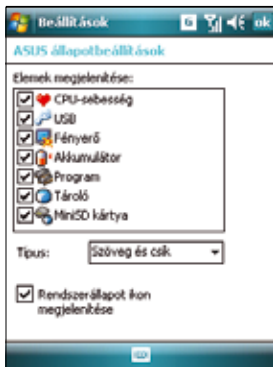 Beállítások
ok
ASUS állapotbeállítások
Elemek megjelenítése:
CPU-sebesség
USB
Fényerő
Akkumulátor
Program
Tároló
MiniSD kártya
Típus: Szöveg és csík
Rendszerállapot ikon
megjelenítése